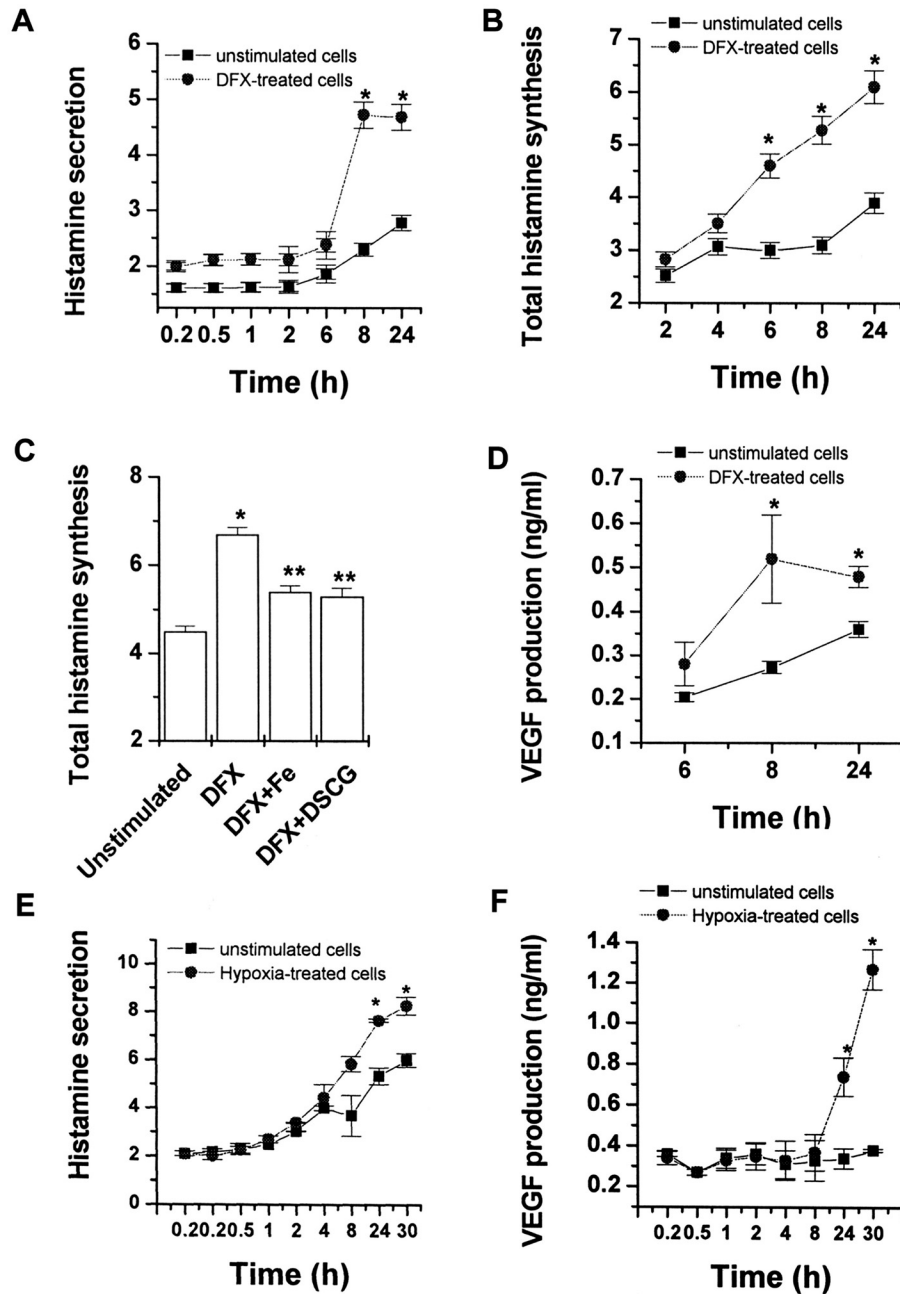 A
unstimulated cells
DFX-treated cells
Histamine secretion
6
5
4
3
2
* *
0.2 0.5 1 2 6 8 24
Time (h)
B
unstimulated cells
DFX-treated cells
Total histamine synthesis
7
6
5
4
3
2
* * *
2 4 6 8 24
Time (h)
C
Total histamine synthesis
8
6
4
2
* ** **
Unstimulated
DFX
DFX+Fe
DFX+DSCG
D
unstimulated cells
DFX-treated cells
VEGF production (ng/ml)
0.7
0.6
0.5
0.4
0.3
0.2
0.1
* *
6 8 24
Time (h)
E
unstimulated cells
Hypoxia-treated cells
Histamine secretion
10
8
6
4
2
0
* *
0.2 0.2 0.5 1 2 4 8 24 30
Time (h)
F
unstimulated cells
Hypoxia-treated cells
VEGF production (ng/ml)
1.4
1.2
1.0
0.8
0.6
0.4
0.2
* *
0.2 0.5 1 2 4 8 24 30
Time (h)